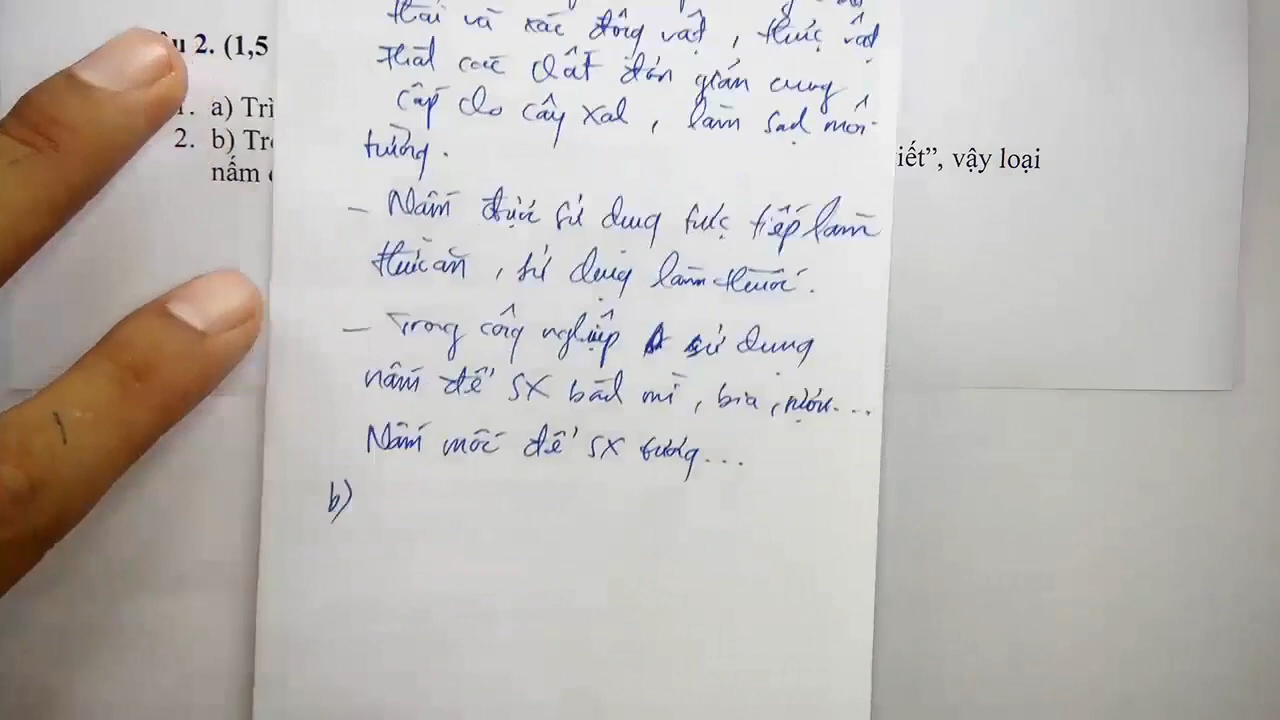 thải và xác động vật, thực vật
thành các chất đơn giản cung
cấp cho cây xanh, làm sạch môi
trường.
- Nấm được sử dụng trực tiếp làm
thức ăn, sử dụng làm thuốc.
- Trong công nghiệp sử dụng
nấm để SX bánh mì, bia, rượu...
Nấm mốc để SX tương...
b)
2. (1,5
a) Trì
2. b) Tr
nấm
iết”, vậy loại